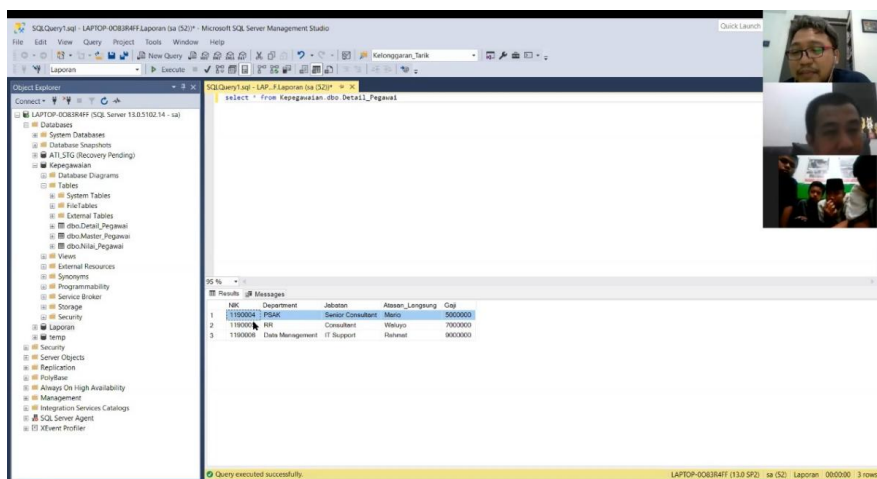 SQLQuery1.sql - LAPTOP-0O83R4FF.Laporan (sa (52))* - Microsoft SQL Server Management Studio
Quick Launch
File Edit View Query Project Tools Window Help
New Query
Kelonggaran_Tarik
Laporan
Execute
Object Explorer
SQLQuery1.sql - LAP...F.Laporan (sa (52))*
Connect
select * from Kepegawaian.dbo.Detail_Pegawai
LAPTOP-0O83R4FF (SQL Server 13.0.5102.14 - sa)
Databases
System Databases
Database Snapshots
ATI_STG (Recovery Pending)
Kepegawaian
Database Diagrams
Tables
System Tables
FileTables
External Tables
dbo.Detail_Pegawai
dbo.Master_Pegawai
dbo.Nilai_Pegawai
Views
External Resources
Synonyms
Programmability
Service Broker
Storage
Security
Laporan
temp
Security
Server Objects
Replication
PolyBase
Always On High Availability
Management
Integration Services Catalogs
SQL Server Agent
XEvent Profiler
95 %
Results Messages
NIK Department Jabatan Atasan_Langsung Gaji
1 1190004 PSAK Senior Consultant Mario 5000000
2 RR Consultant Waluyo 7000000
3 1190006 Data Management IT Support Rahmat 9000000
Query executed successfully.
LAPTOP-0O83R4FF (13.0 SP2) sa (52) Laporan 00:00:00 3 rows